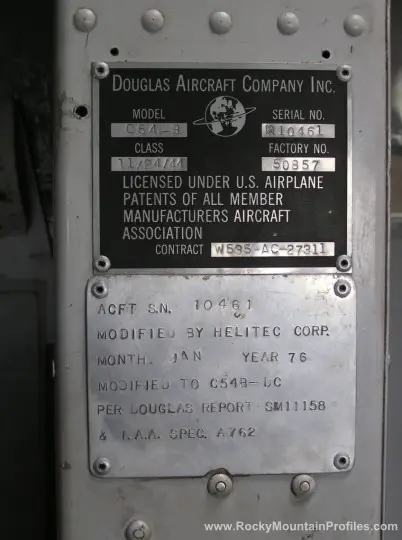 DOUGLAS AIRCRAFT COMPANY INC.
MODEL SERIAL NO.
C54-B R10461
CLASS FACTORY NO.
11/24/44 50857
LICENSED UNDER U.S. AIRPLANE
PATENTS OF ALL MEMBER
MANUFACTURERS AIRCRAFT
ASSOCIATION
CONTRACT W535-AC-27311
ACFT S.N. 10461
MODIFIED BY HELITEC CORP.
MONTH. JAN YEAR 76
MODIFIED TO C54B-DC
PER DOUGLAS REPORT SM11158
& F.A.A. SPEC. A762
www.RockyMountainProfiles.com